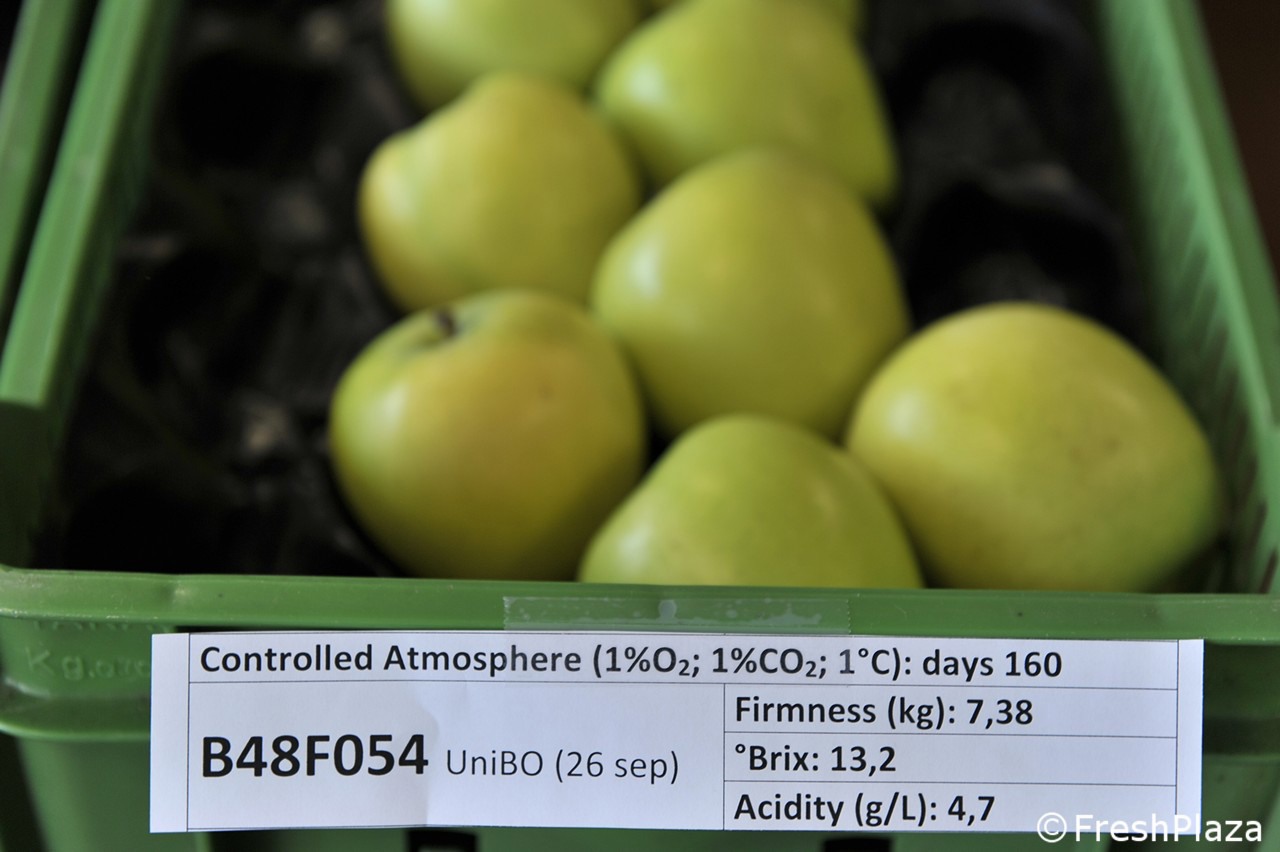 Kg.
Controlled Atmosphere (1%O₂; 1%CO₂; 1°C): days 160
B48F054 UniBO (26 sep)
Firmness (kg): 7,38
°Brix: 13,2
Acidity (g/L): 4,7
©FreshPlaza